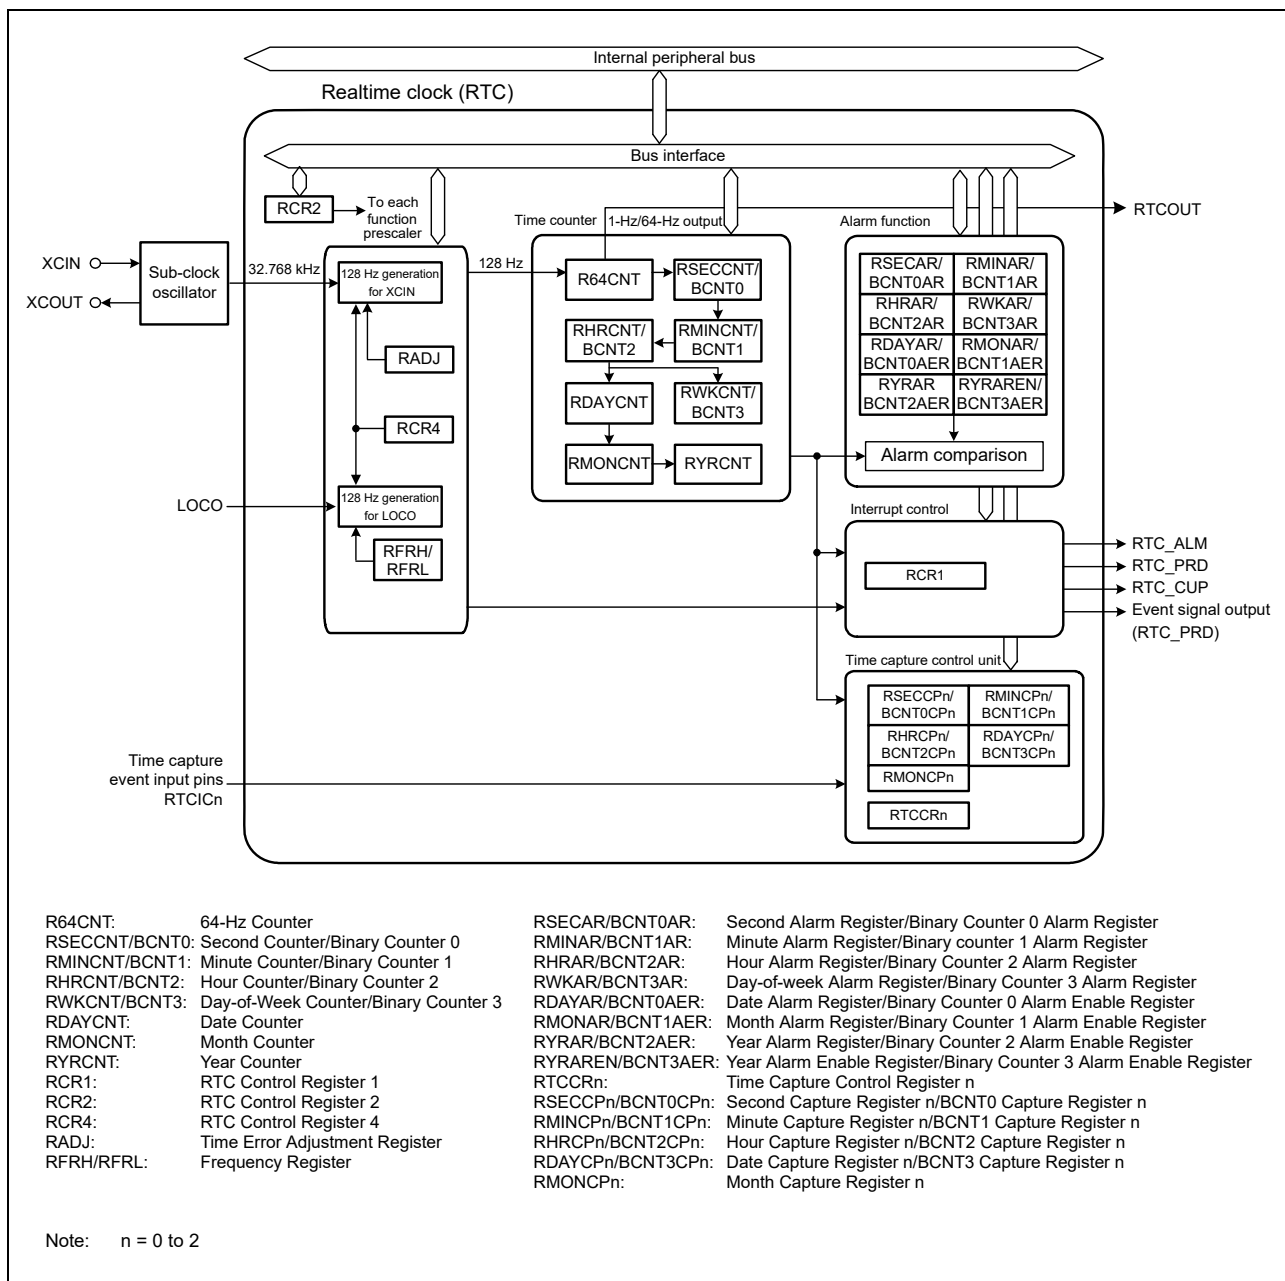 Internal peripheral bus
Realtime clock (RTC)
Bus interface
RCR2
To each
function
prescaler
Time counter
1-Hz/64-Hz output
Alarm function
RTCOUT
XCIN
XCOUT
Sub-clock
oscillator
32.768 kHz
128 Hz generation
for XCIN
128 Hz
R64CNT
RSECCNT/
BCNT0
RHRCNT/
BCNT2
RMINCNT/
BCNT1
RDAYCNT
RWKCNT/
BCNT3
RMONCNT
RYRCNT
RADJ
RCR4
LOCO
128 Hz generation
for LOCO
RFRH/
RFRL
RSECAR/
BCNT0AR
RMINAR/
BCNT1AR
RHRAR/
BCNT2AR
RWKAR/
BCNT3AR
RDAYAR/
BCNT0AER
RMONAR/
BCNT1AER
RYRAR
BCNT2AER
RYRAREN/
BCNT3AER
Alarm comparison
Interrupt control
RCR1
RTC_ALM
RTC_PRD
RTC_CUP
Event signal output
(RTC_PRD)
Time capture control unit
RSECCPn/
BCNT0CPn
RMINCPn/
BCNT1CPn
RHRCPn/
BCNT2CPn
RDAYCPn/
BCNT3CPn
RMONCPn
RTCCRn
Time capture
event input pins
RTCICn
R64CNT: 64-Hz Counter
RSECCNT/BCNT0: Second Counter/Binary Counter 0
RMINCNT/BCNT1: Minute Counter/Binary Counter 1
RHRCNT/BCNT2: Hour Counter/Binary Counter 2
RWKCNT/BCNT3: Day-of-Week Counter/Binary Counter 3
RDAYCNT: Date Counter
RMONCNT: Month Counter
RYRCNT: Year Counter
RCR1: RTC Control Register 1
RCR2: RTC Control Register 2
RCR4: RTC Control Register 4
RADJ: Time Error Adjustment Register
RFRH/RFRL: Frequency Register
RSECAR/BCNT0AR: Second Alarm Register/Binary Counter 0 Alarm Register
RMINAR/BCNT1AR: Minute Alarm Register/Binary counter 1 Alarm Register
RHRAR/BCNT2AR: Hour Alarm Register/Binary Counter 2 Alarm Register
RWKAR/BCNT3AR: Day-of-week Alarm Register/Binary Counter 3 Alarm Register
RDAYAR/BCNT0AER: Date Alarm Register/Binary Counter 0 Alarm Enable Register
RMONAR/BCNT1AER: Month Alarm Register/Binary Counter 1 Alarm Enable Register
RYRAR/BCNT2AER: Year Alarm Register/Binary Counter 2 Alarm Enable Register
RYRAREN/BCNT3AER: Year Alarm Enable Register/Binary Counter 3 Alarm Enable Register
RTCCRn: Time Capture Control Register n
RSECCPn/BCNT0CPn: Second Capture Register n/BCNT0 Capture Register n
RMINCPn/BCNT1CPn: Minute Capture Register n/BCNT1 Capture Register n
RHRCPn/BCNT2CPn: Hour Capture Register n/BCNT2 Capture Register n
RDAYCPn/BCNT3CPn: Date Capture Register n/BCNT3 Capture Register n
RMONCPn: Month Capture Register n
Note: n = 0 to 2